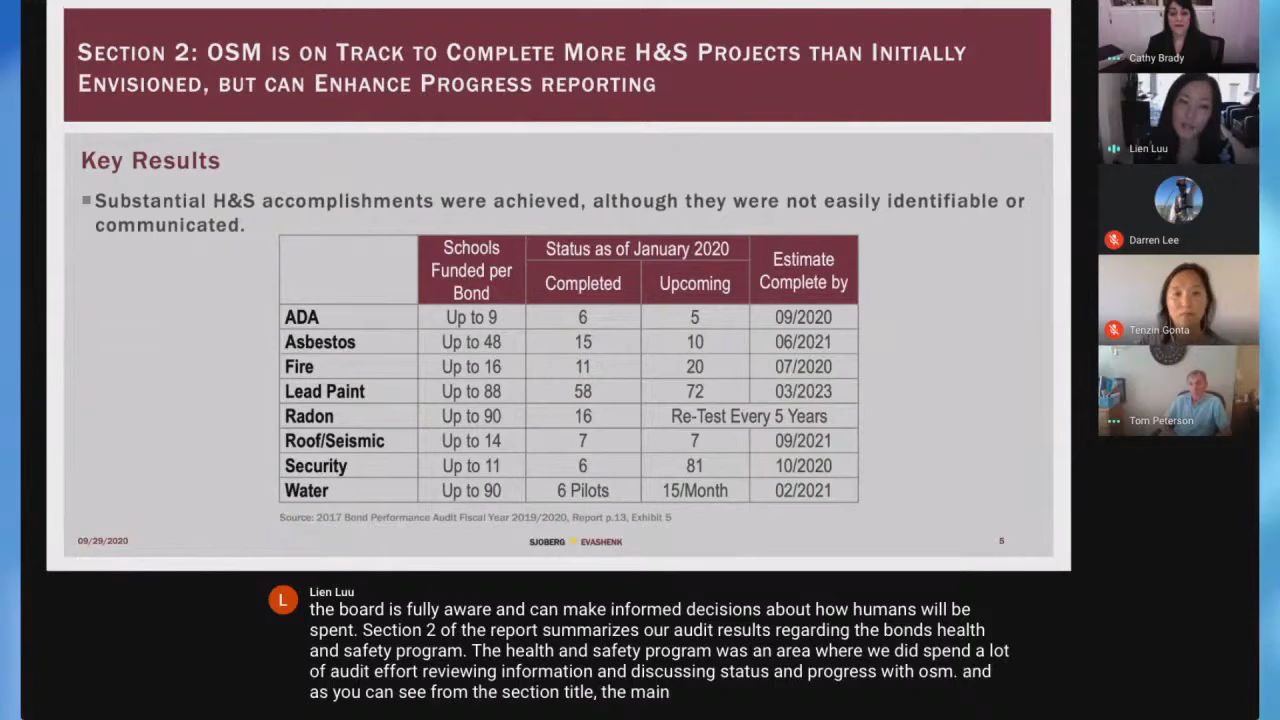 SECTION 2: OSM IS ON TRACK TO COMPLETE MORE H&S PROJECTS THAN INITIALLY
ENVISIONED, BUT CAN ENHANCE PROGRESS REPORTING
Key Results
Substantial H&S accomplishments were achieved, although they were not easily identifiable or
communicated.
Schools Funded per Bond Status as of January 2020 Estimate Complete by
Completed Upcoming
ADA Up to 9 6 5 09/2020
Asbestos Up to 48 15 10 06/2021
Fire Up to 16 11 20 07/2020
Lead Paint Up to 88 58 72 03/2023
Radon Up to 90 16 Re-Test Every 5 Years
Roof/Seismic Up to 14 7 7 09/2021
Security Up to 11 6 81 10/2020
Water Up to 90 6 Pilots 15/Month 02/2021
Source: 2017 Bond Performance Audit Fiscal Year 2019/2020, Report p.13, Exhibit 5
09/29/2020 SJOBERG EVASHENK 5
Cathy Brady
Lien Luu
Darren Lee
Tenzin Gonta
Tom Peterson
L Lien Luu
the board is fully aware and can make informed decisions about how humans will be
spent. Section 2 of the report summarizes our audit results regarding the bonds health
and safety program. The health and safety program was an area where we did spend a lot
of audit effort reviewing information and discussing status and progress with osm. and
as you can see from the section title, the main